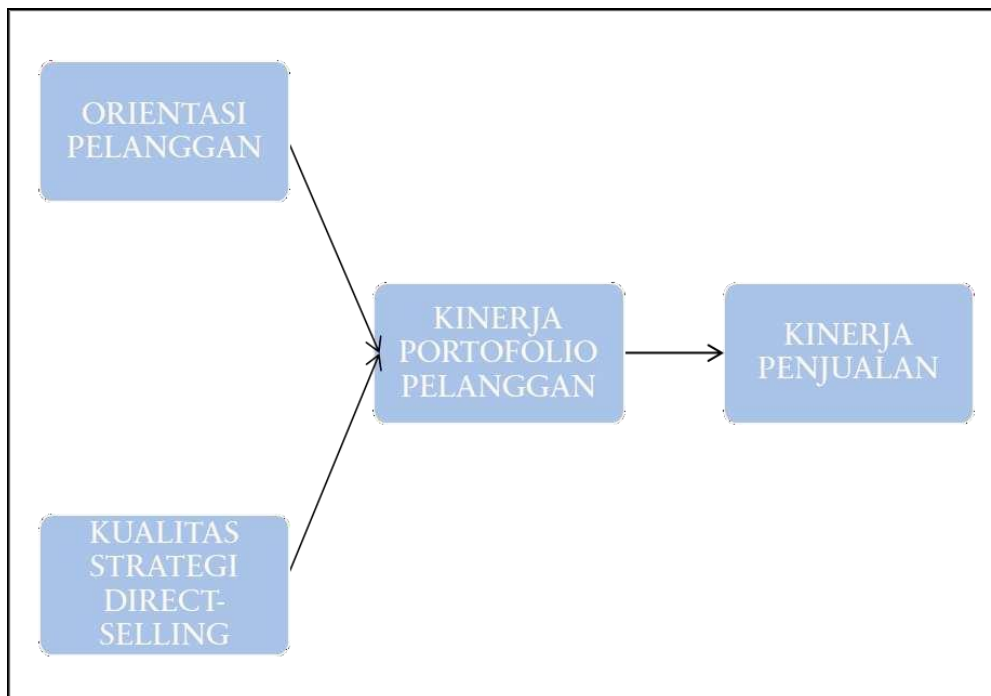 ORIENTASI
PELANGGAN
KINERJA
PORTOFOLIO
PELANGGAN
KINERJA
PENJUALAN
KUALITAS
STRATEGI
DIRECT-
SELLING